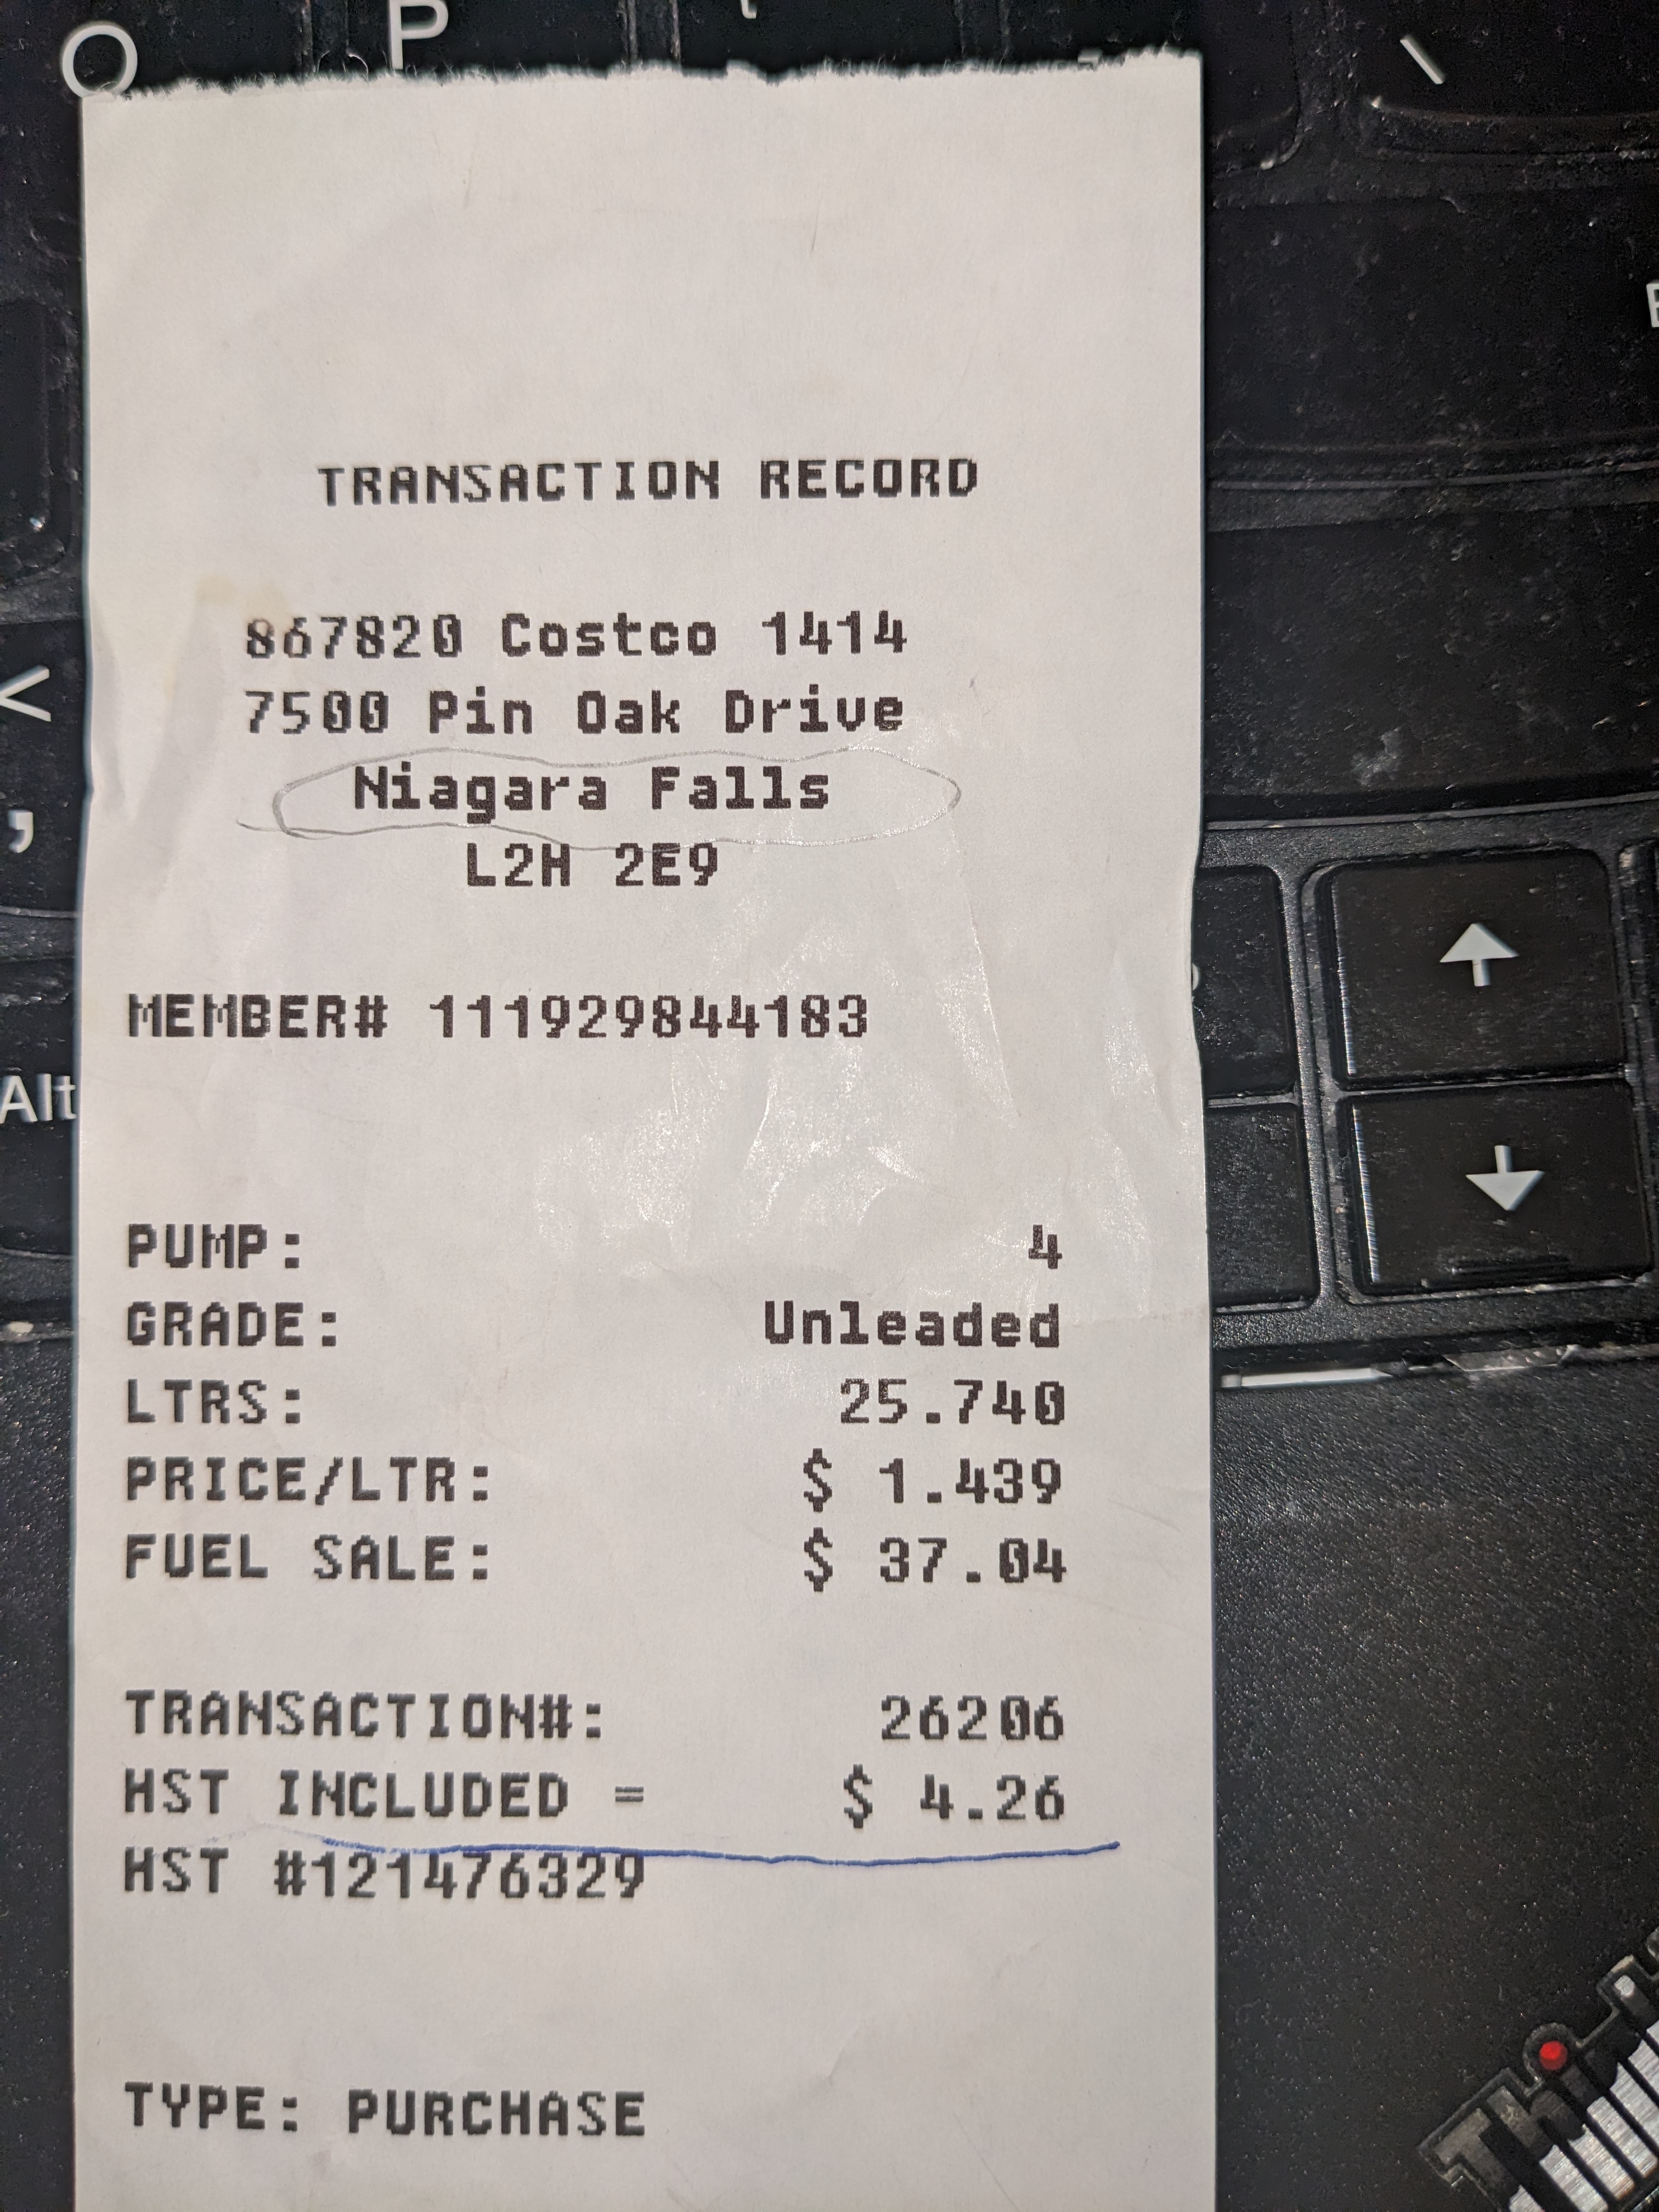 O P
TRANSACTION RECORD
867820 Costco 1414
7500 Pin Oak Drive
Niagara Falls
L2H 2E9
MEMBER# 111929844183
PUMP: 4
GRADE: Unleaded
LTRS: 25.740
PRICE/LTR: $ 1.439
FUEL SALE: $ 37.04
TRANSACTION#: 26206
HST INCLUDED = $ 4.26
HST #121476329
TYPE: PURCHASE
<
,
Alt
\
↑
↓